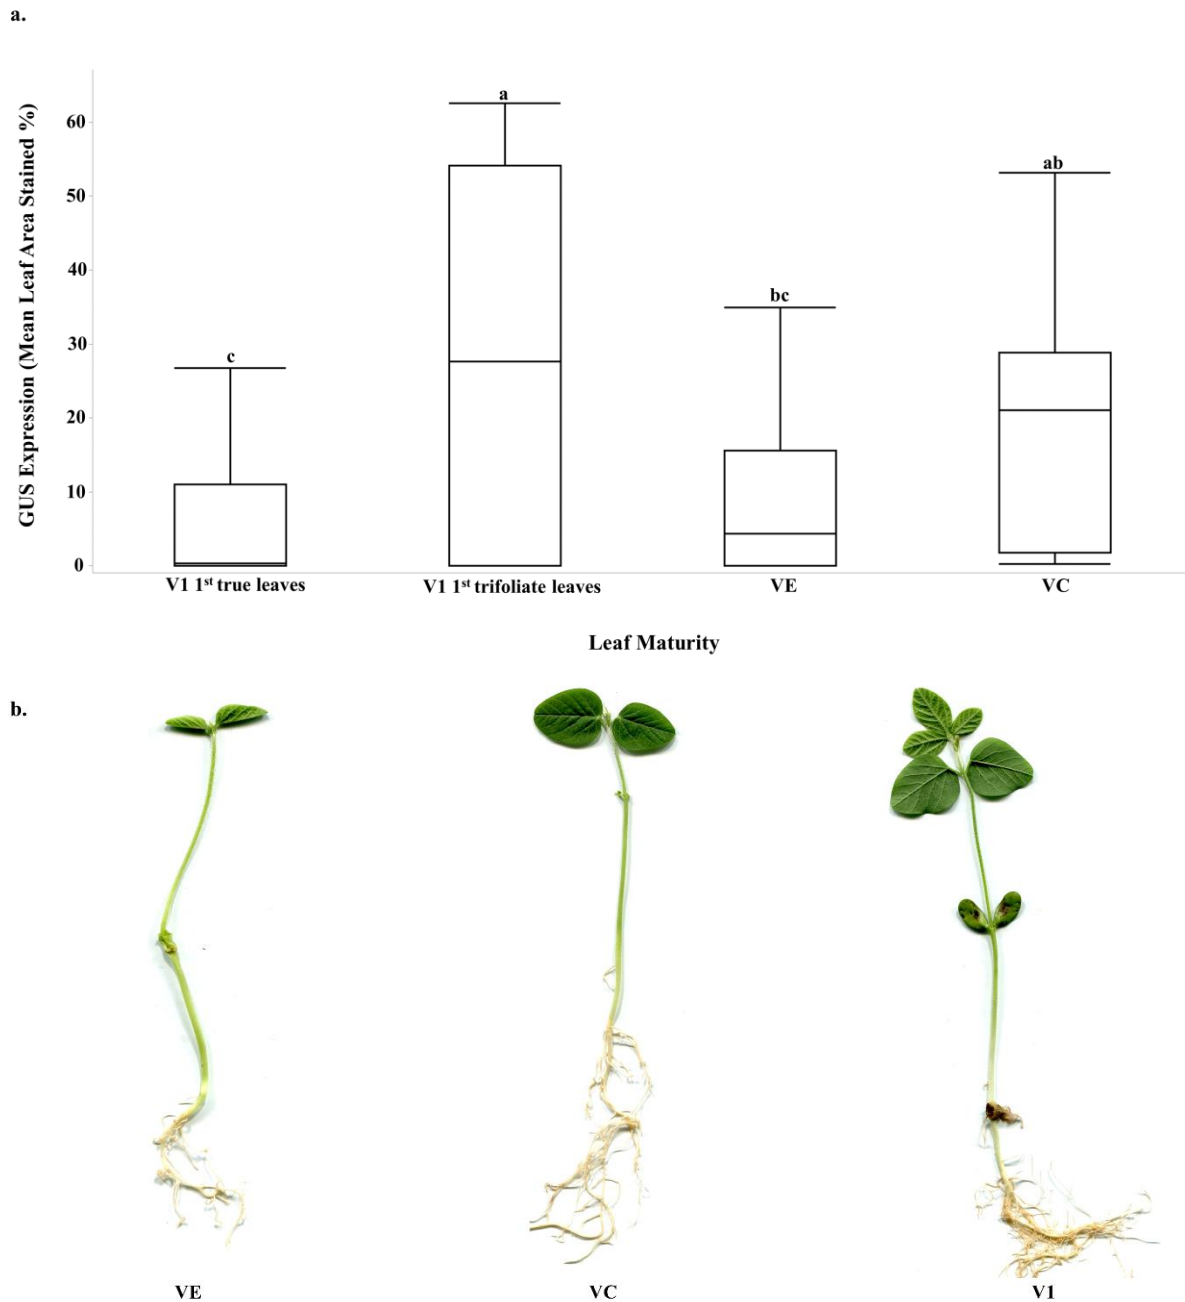 a.
GUS Expression (Mean Leaf Area Stained %)
60
50
40
30
20
10
0
c
a
bc
ab
V1 1st true leaves
V1 1st trifoliate leaves
VE
VC
Leaf Maturity
b.
VE
VC
V1